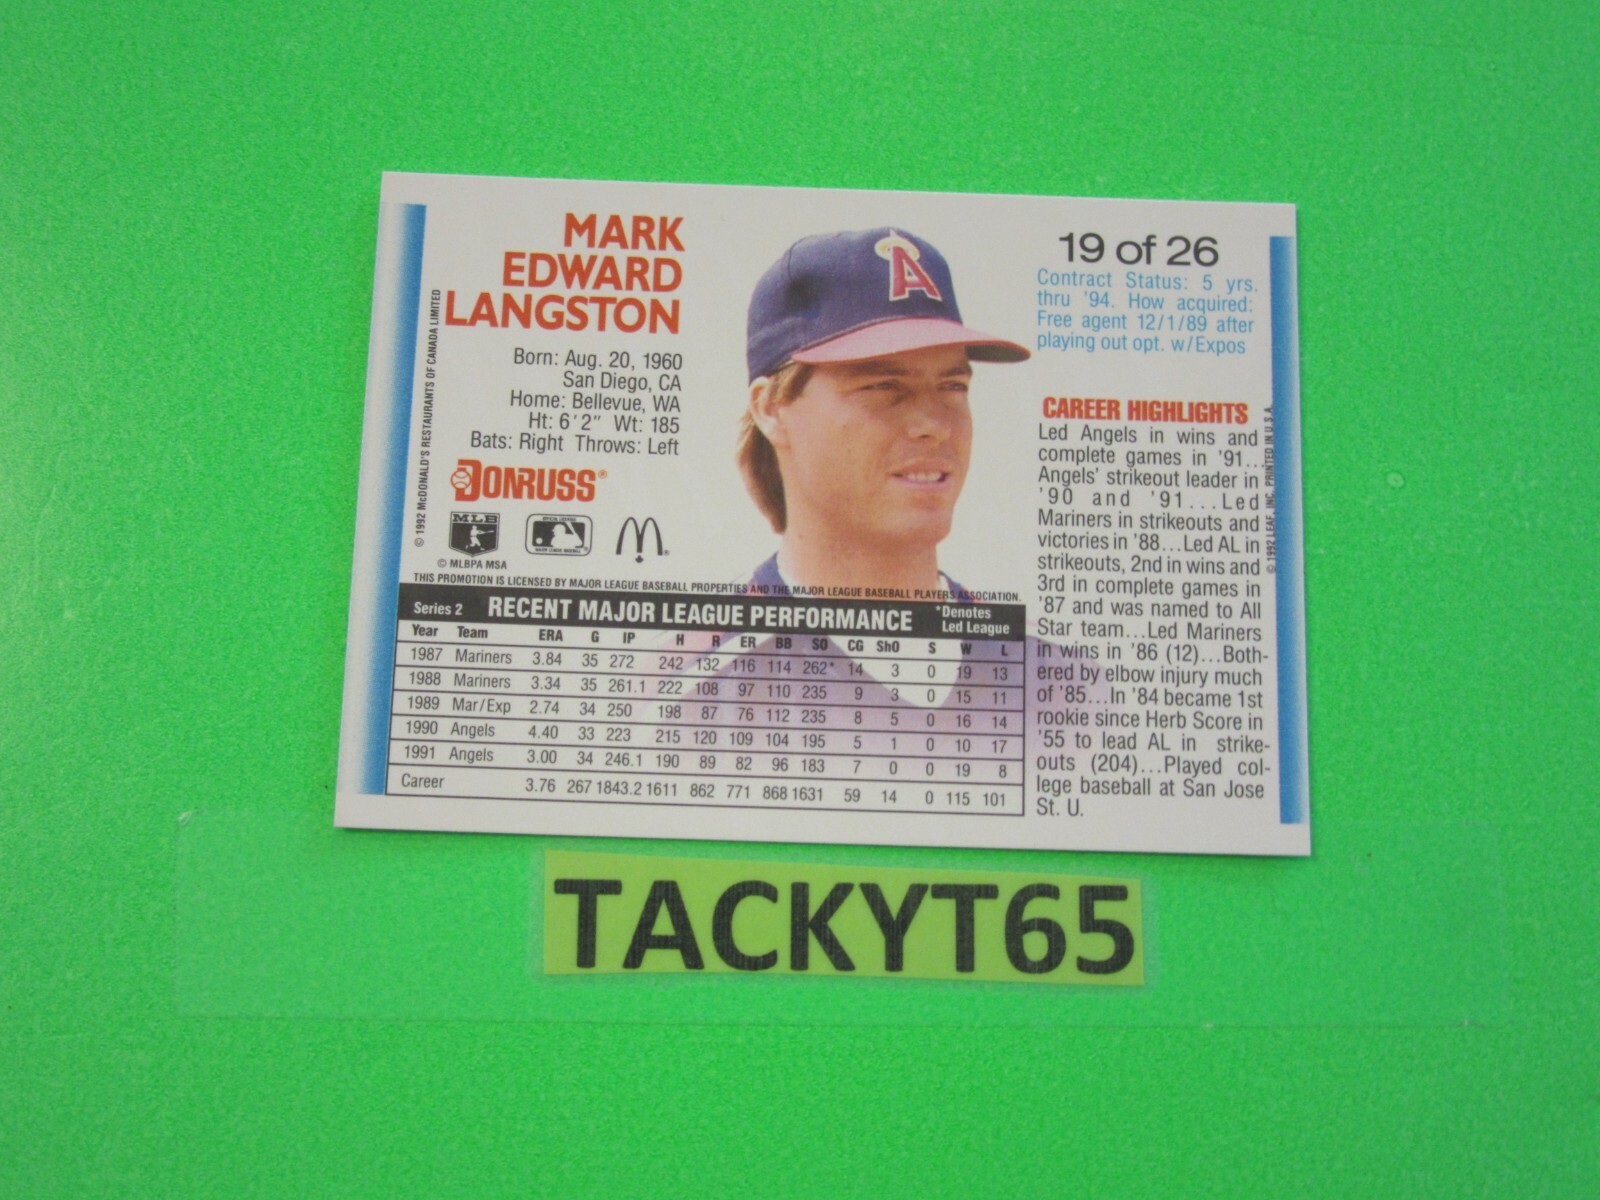 MARK
EDWARD
LANGSTON
Born: Aug. 20, 1960
San Diego, CA
Home: Bellevue, WA
Ht: 6'2" Wt: 185
Bats: Right Throws: Left
DONRUSS®
MLB
OFFICIAL LICENSEE
MAJOR LEAGUE BASEBALL
© MLBPA MSA
© 1992 McDONALD'S RESTAURANTS OF CANADA LIMITED
THIS PROMOTION IS LICENSED BY MAJOR LEAGUE BASEBALL PROPERTIES AND THE MAJOR LEAGUE BASEBALL PLAYERS ASSOCIATION.
A
19 of 26
Contract Status: 5 yrs.
thru '94. How acquired:
Free agent 12/1/89 after
playing out opt. w/Expos
CAREER HIGHLIGHTS
Led Angels in wins and
complete games in '91...
Angels' strikeout leader in
'90 and '91...Led
Mariners in strikeouts and
victories in '88...Led AL in
strikeouts, 2nd in wins and
3rd in complete games in
'87 and was named to All
Star team...Led Mariners
in wins in '86 (12)...Both-
ered by elbow injury much
of '85...In '84 became 1st
rookie since Herb Score in
'55 to lead AL in strike-
outs (204)...Played col-
lege baseball at San Jose
St. U.
© 1992 LEAF, INC. PRINTED IN U.S.A.
Series 2 RECENT MAJOR LEAGUE PERFORMANCE *Denotes
Led League
Year Team ERA G IP H R ER BB SO CG ShO S W L
1987 Mariners 3.84 35 272 242 132 116 114 262* 14 3 0 19 13
1988 Mariners 3.34 35 261.1 222 108 97 110 235 9 3 0 15 11
1989 Mar/Exp 2.74 34 250 198 87 76 112 235 8 5 0 16 14
1990 Angels 4.40 33 223 215 120 109 104 195 5 1 0 10 17
1991 Angels 3.00 34 246.1 190 89 82 96 183 7 0 0 19 8
Career 3.76 267 1843.2 1611 862 771 868 1631 59 14 0 115 101
TACKYT65